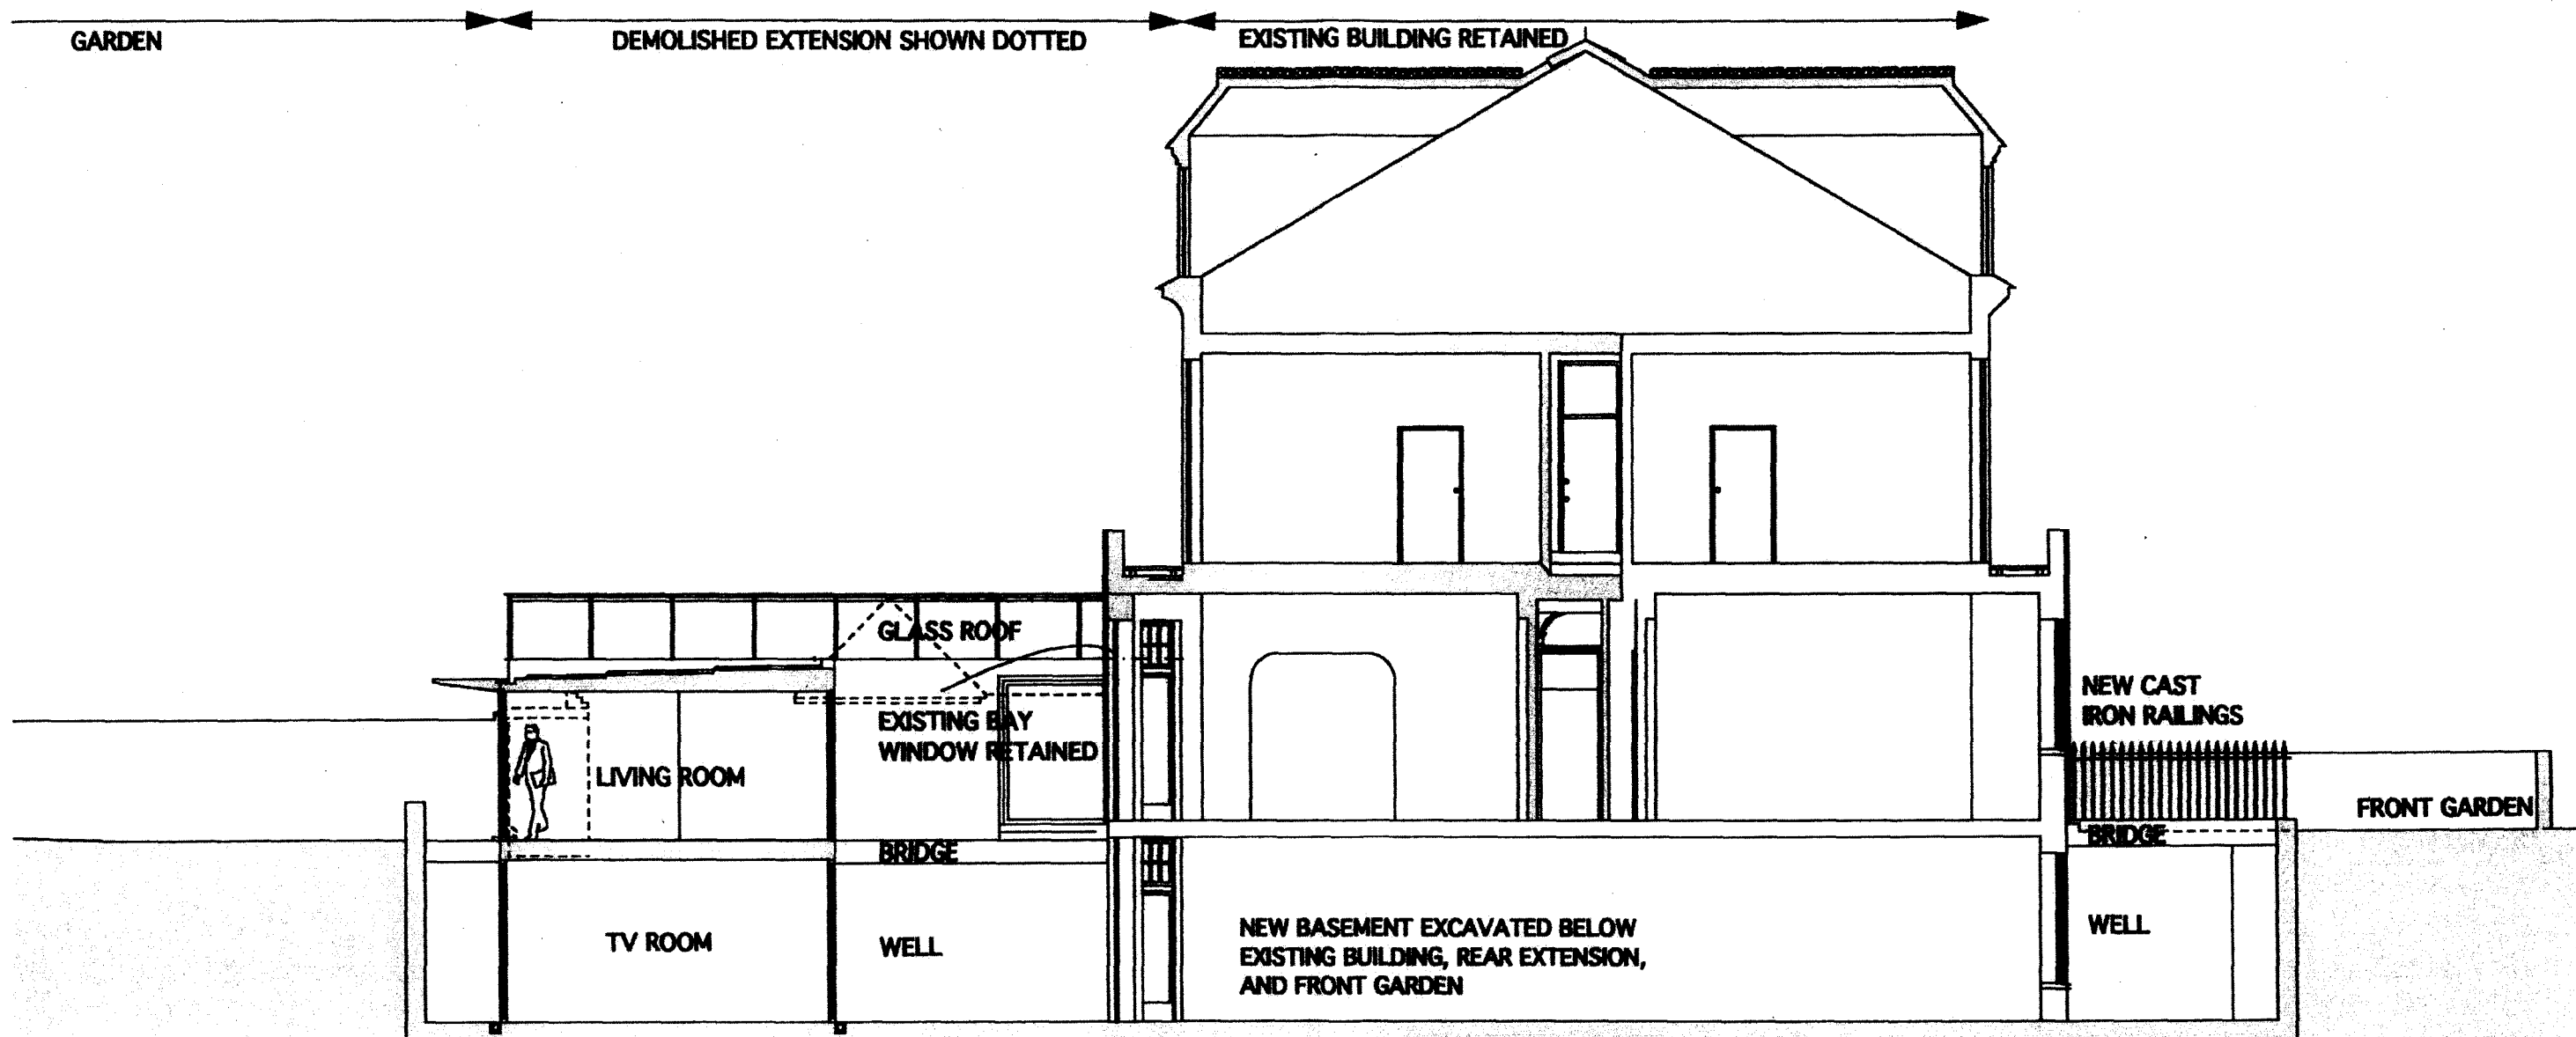 GARDEN
DEMOLISHED EXTENSION SHOWN DOTTED
EXISTING BUILDING RETAINED
GLASS ROOF
EXISTING BAY
WINDOW RETAINED
LIVING ROOM
BRIDGE
TV ROOM
WELL
NEW BASEMENT EXCAVATED BELOW
EXISTING BUILDING, REAR EXTENSION,
AND FRONT GARDEN
NEW CAST
IRON RAILINGS
FRONT GARDEN
BRIDGE
WELL